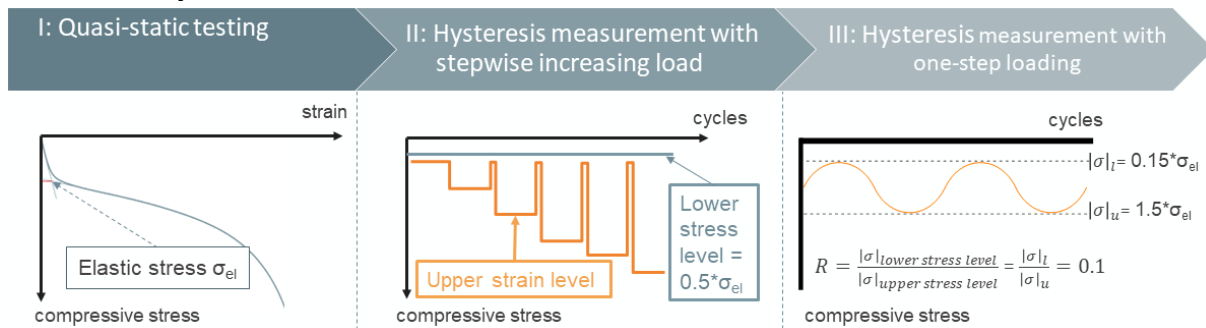 I: Quasi-static testing
II: Hysteresis measurement with
stepwise increasing load
III: Hysteresis measurement with
one-step loading
strain
Elastic stress σel
compressive stress
cycles
Upper strain level
Lower
stress
level =
0.5*σel
compressive stress
cycles
|σ|l = 0.15*σel
|σ|u = 1.5*σel
R = |σ|lower stress level / |σ|upper stress level = |σ|l / |σ|u = 0.1
compressive stress